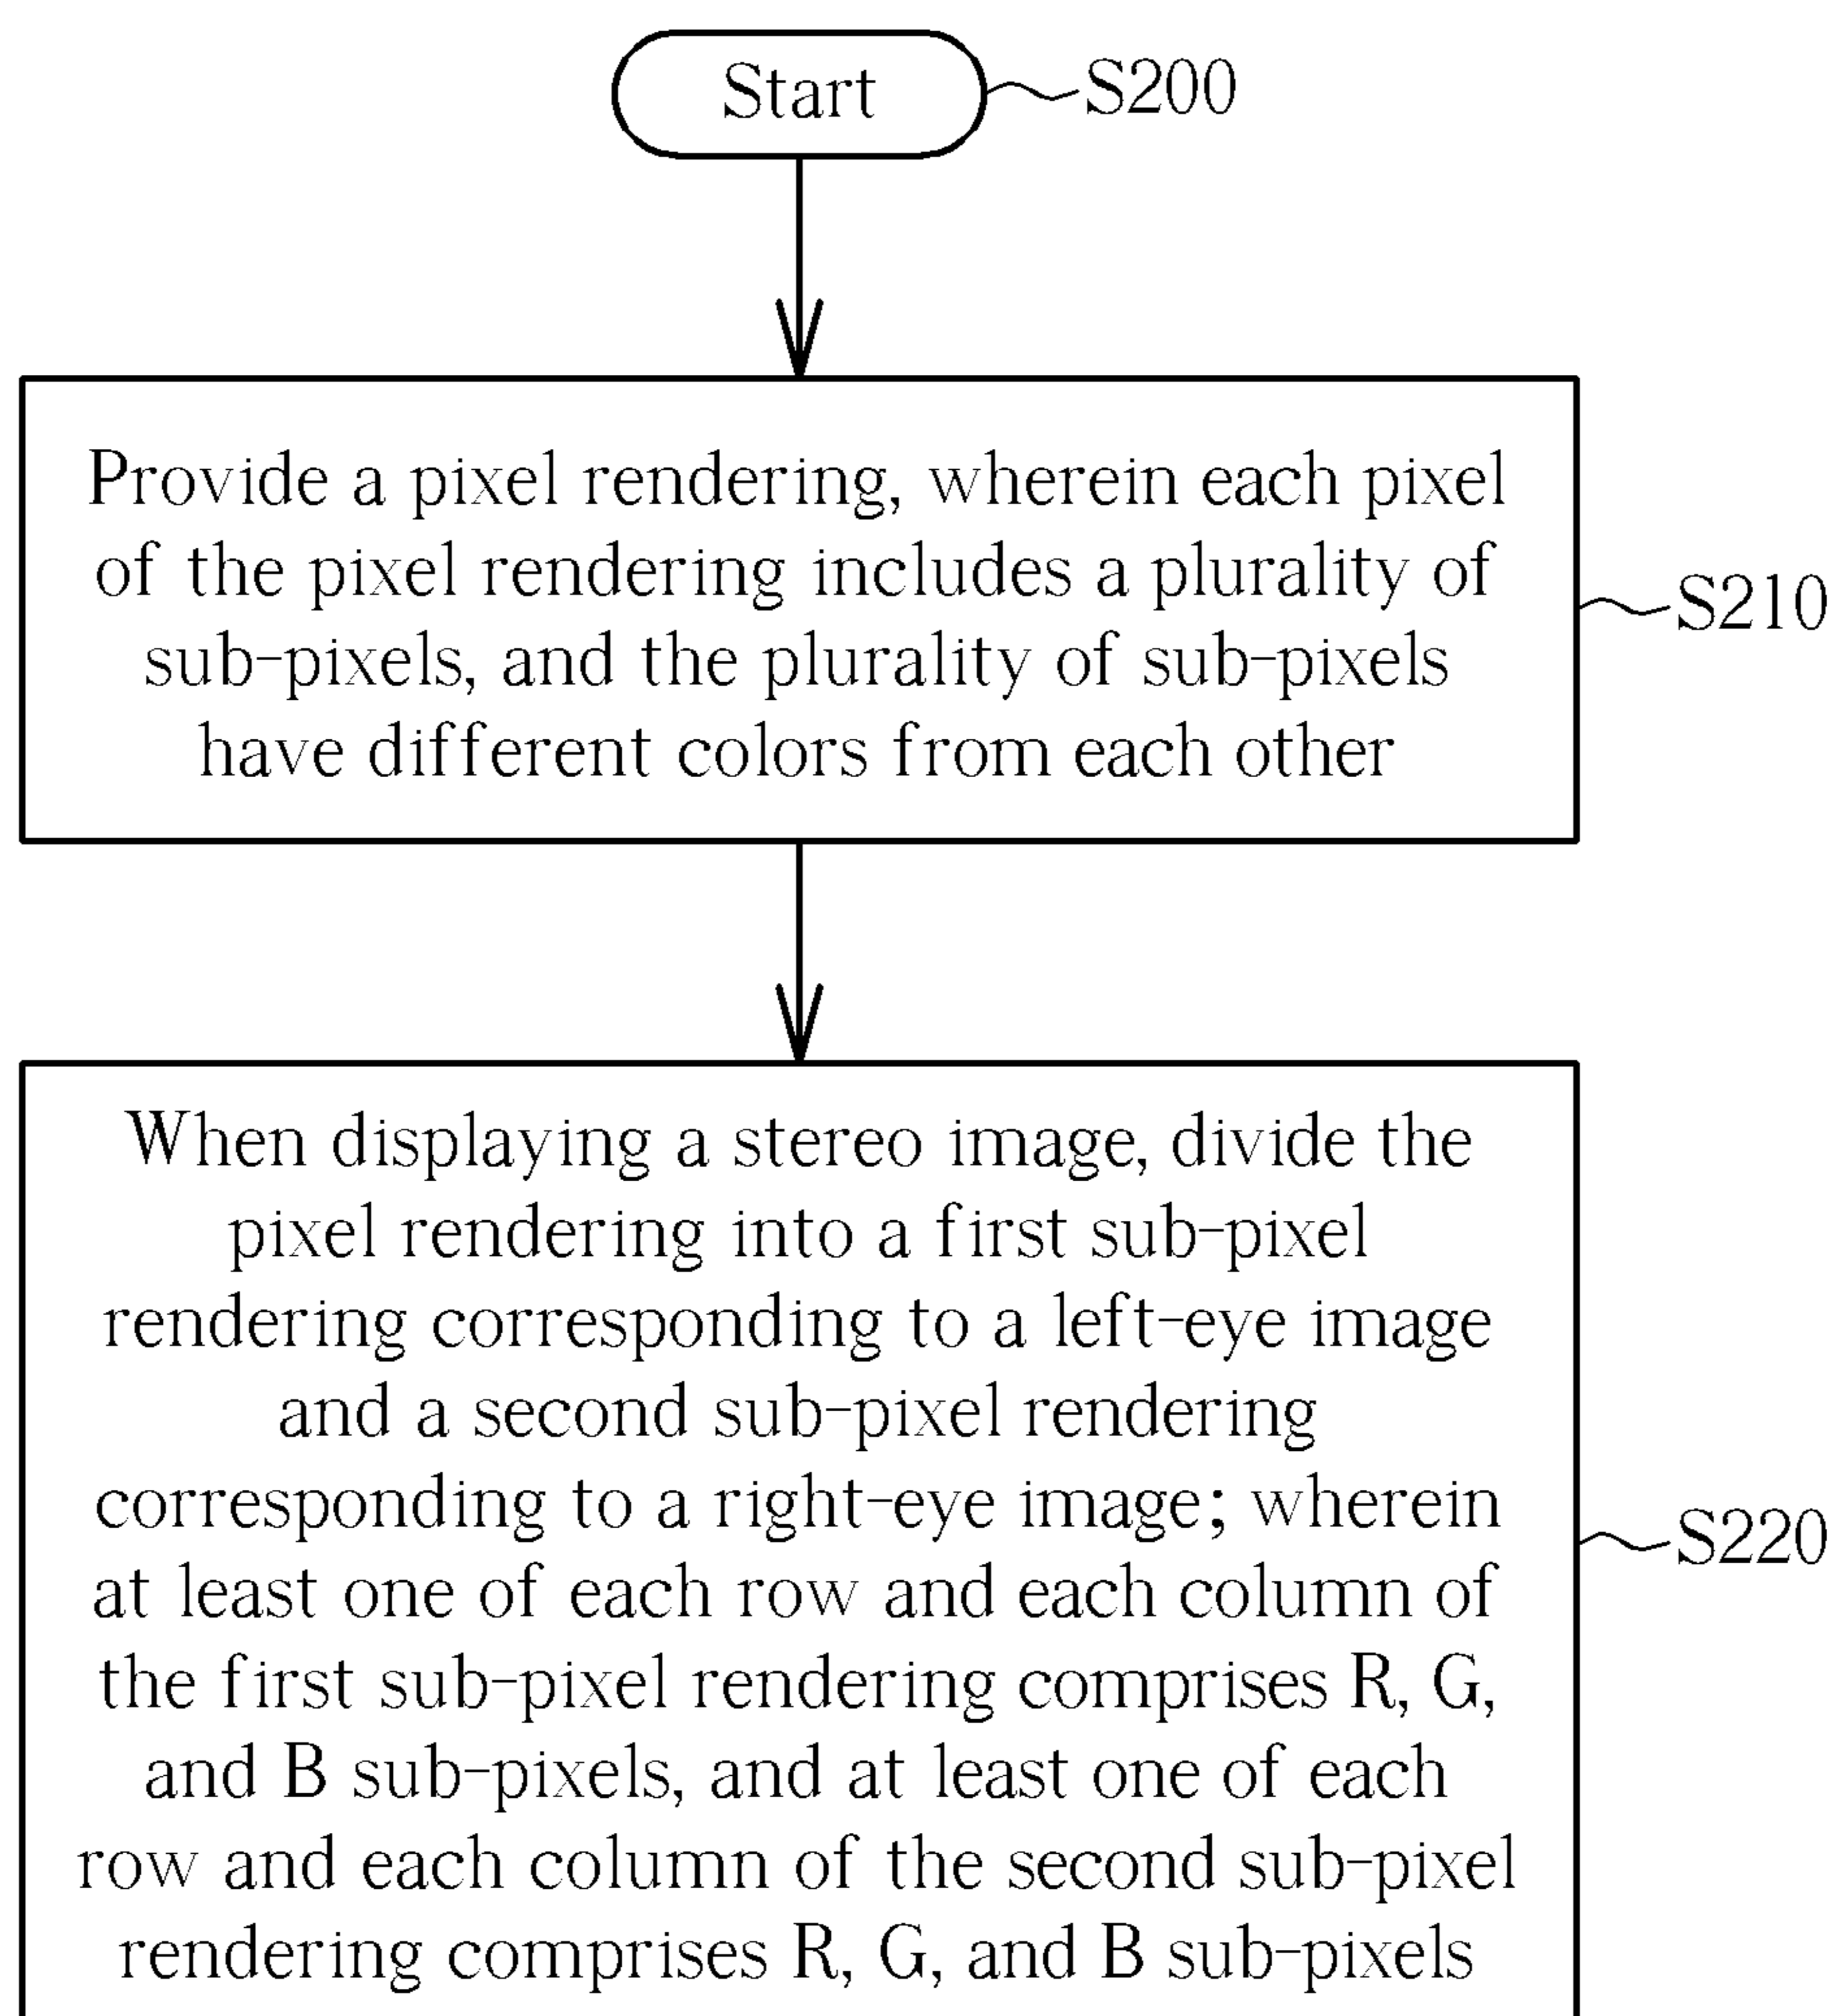 Start
S200
Provide a pixel rendering, wherein each pixel
of the pixel rendering includes a plurality of
sub-pixels, and the plurality of sub-pixels
have different colors from each other
S210
When displaying a stereo image, divide the
pixel rendering into a first sub-pixel
rendering corresponding to a left-eye image
and a second sub-pixel rendering
corresponding to a right-eye image; wherein
at least one of each row and each column of
the first sub-pixel rendering comprises R, G,
and B sub-pixels, and at least one of each
row and each column of the second sub-pixel
rendering comprises R, G, and B sub-pixels
S220